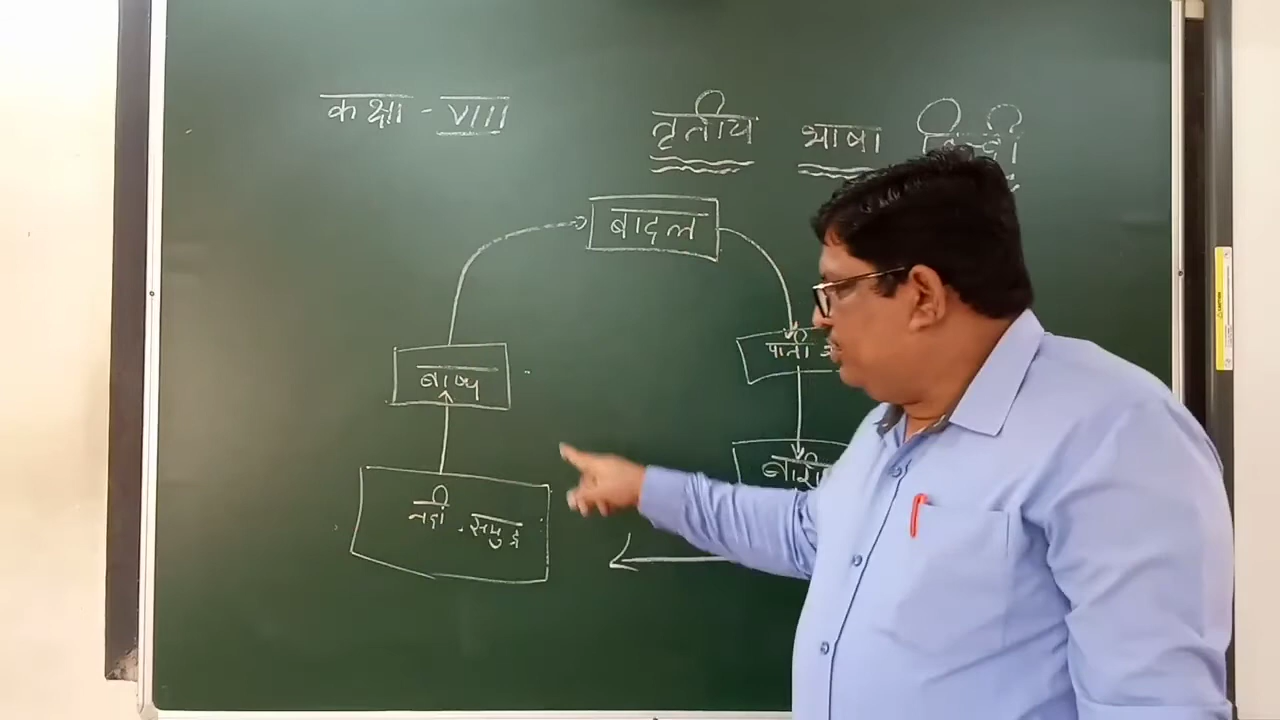 कक्षा - VIII
तृतीय भाषा हिन्दी
बादल
बाष्प
पानी
नदी . समुद्र